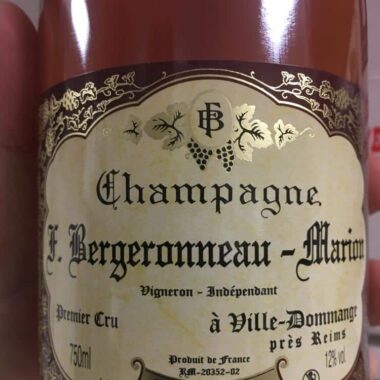 FB
Champagne
F. Bergeronneau - Marion
Vigneron - Indépendant
Premier Cru
à Ville-Dommange
près Reims
750ml
Produit de France
12% vol
RM-20352-02